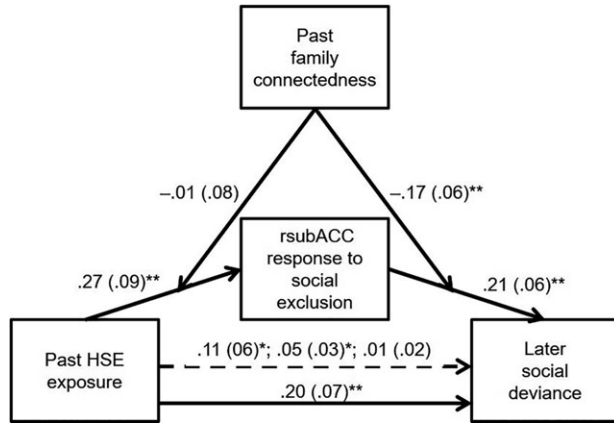 Past
family
connectedness
–.01 (.08)
–.17 (.06)**
rsubACC
response to
social
exclusion
.27 (.09)**
.21 (.06)**
Past HSE
exposure
.11 (06)*; .05 (.03)*; .01 (.02)
.20 (.07)**
Later
social
deviance